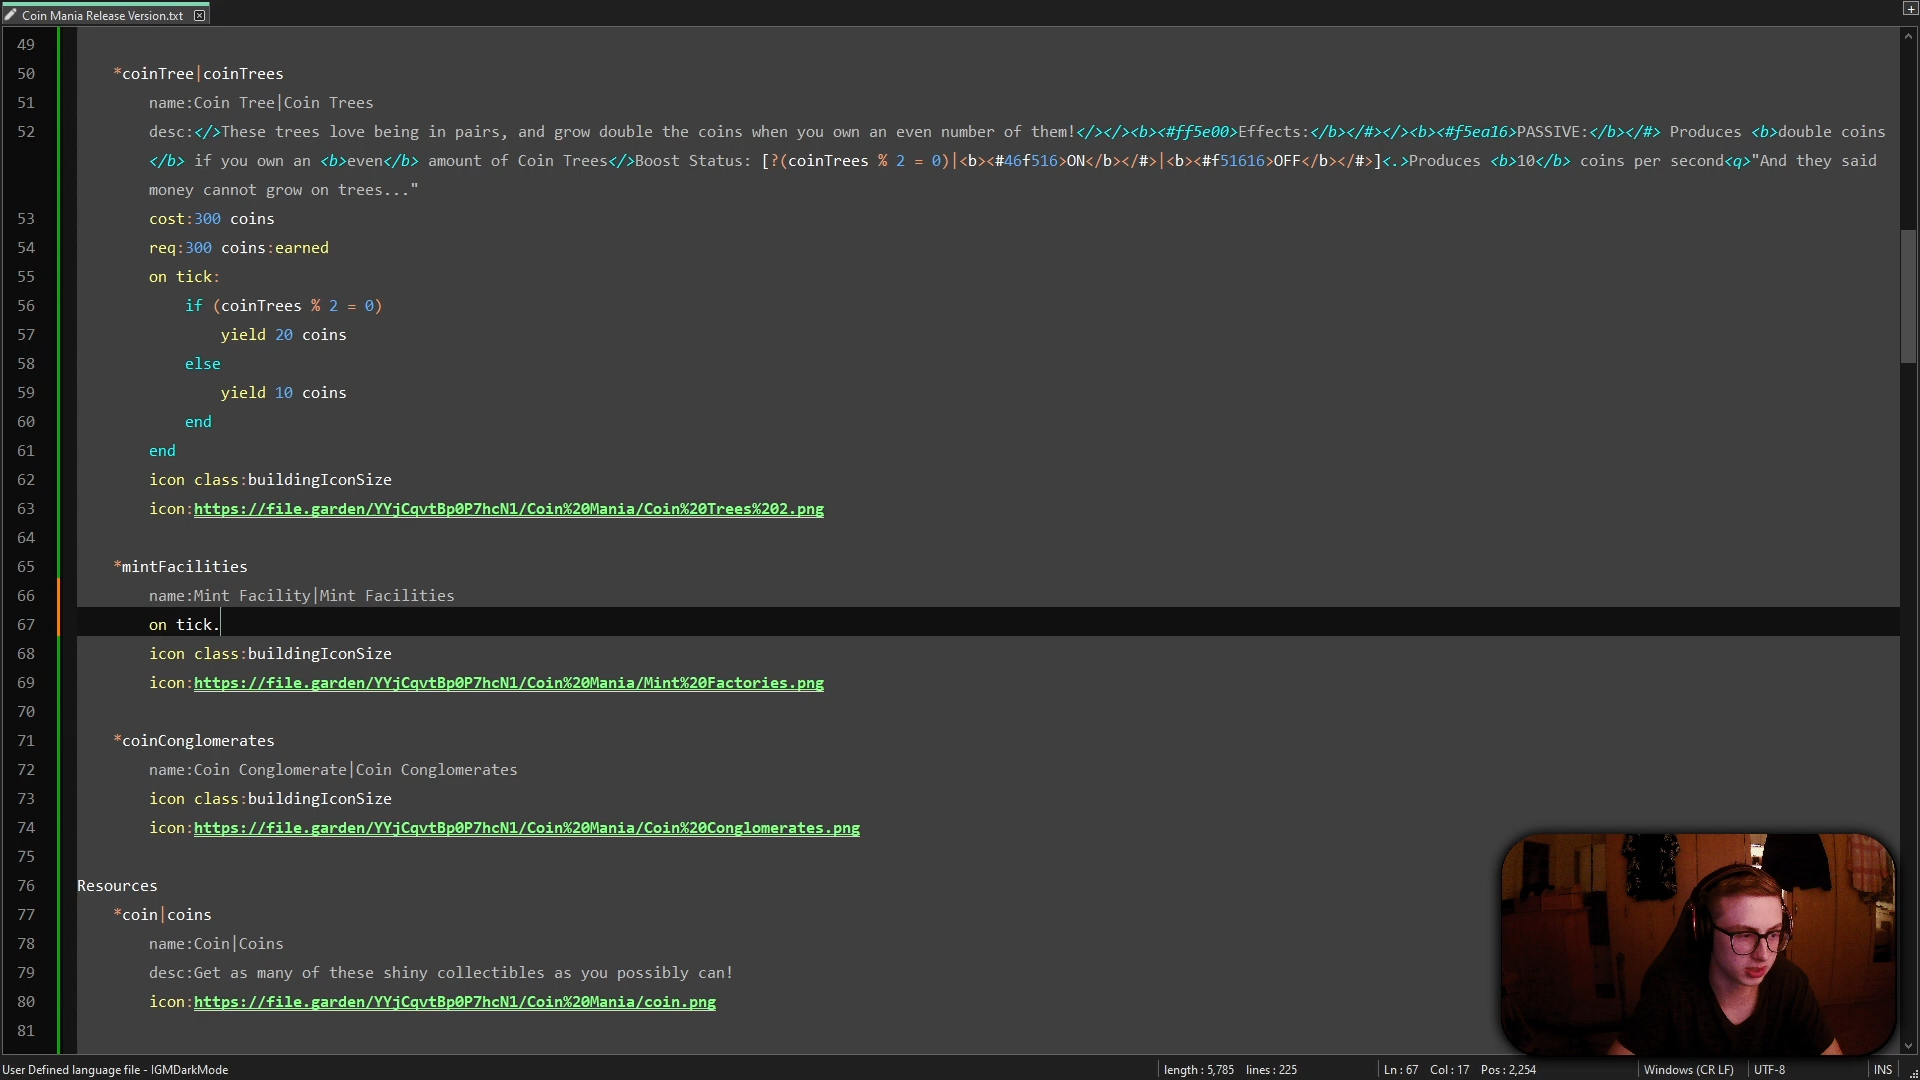 Coin Mania Release Version.txt
49
50 *coinTree|coinTrees
51 name:Coin Tree|Coin Trees
52 desc:</>These trees love being in pairs, and grow double the coins when you own an even number of them!</></><b><#ff5e00>Effects:</b></#></><b><#f5ea16>PASSIVE:</b></#> Produces <b>double coins
</b> if you own an <b>even</b> amount of Coin Trees</>Boost Status: [?(coinTrees % 2 = 0)|<b><#46f516>ON</b></#>|<b><#f51616>OFF</b></#>]<.>Produces <b>10</b> coins per second<q>"And they said
money cannot grow on trees..."
53 cost:300 coins
54 req:300 coins:earned
55 on tick:
56 if (coinTrees % 2 = 0)
57 yield 20 coins
58 else
59 yield 10 coins
60 end
61 end
62 icon class:buildingIconSize
63 icon:https://file.garden/YYjCqvtBp0P7hcN1/Coin%20Mania/Coin%20Trees%202.png
64
65 *mintFacilities
66 name:Mint Facility|Mint Facilities
67 on tick.
68 icon class:buildingIconSize
69 icon:https://file.garden/YYjCqvtBp0P7hcN1/Coin%20Mania/Mint%20Factories.png
70
71 *coinConglomerates
72 name:Coin Conglomerate|Coin Conglomerates
73 icon class:buildingIconSize
74 icon:https://file.garden/YYjCqvtBp0P7hcN1/Coin%20Mania/Coin%20Conglomerates.png
75
76 Resources
77 *coin|coins
78 name:Coin|Coins
79 desc:Get as many of these shiny collectibles as you possibly can!
80 icon:https://file.garden/YYjCqvtBp0P7hcN1/Coin%20Mania/coin.png
81
User Defined language file - IGMDarkMode length : 5,785 lines : 225 Ln : 67 Col : 17 Pos : 2,254 Windows (CR LF) UTF-8 INS